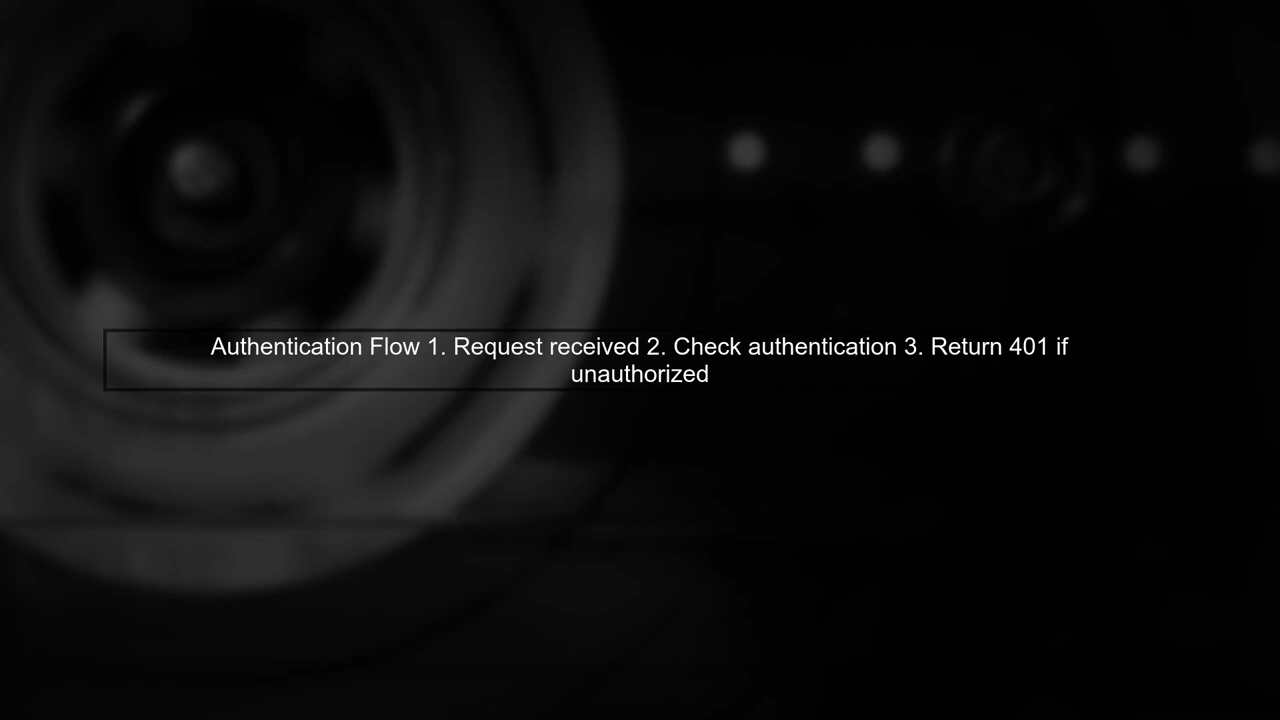 Authentication Flow 1. Request received 2. Check authentication 3. Return 401 if
unauthorized